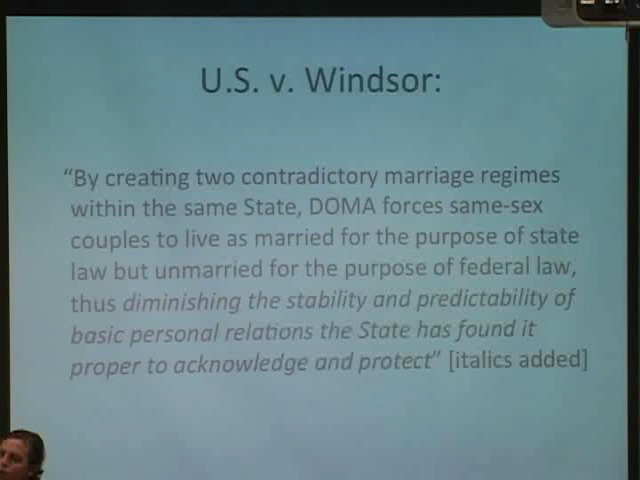 U.S. v. Windsor:
“By creating two contradictory marriage regimes
within the same State, DOMA forces same-sex
couples to live as married for the purpose of state
law but unmarried for the purpose of federal law,
thus diminishing the stability and predictability of
basic personal relations the State has found it
proper to acknowledge and protect” [italics added]